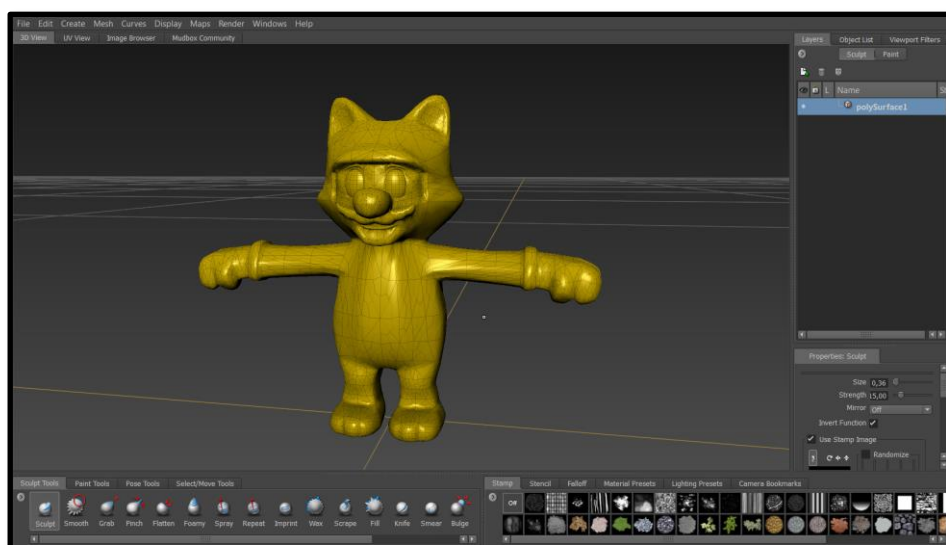 File Edit Create Mesh Curves Display Maps Render Windows Help
3D View UV View Image Browser Mudbox Community
Layers Object List Viewport Filters
Sculpt Paint
L Name
polySurface1
Properties: Sculpt
Size 0,36
Strength 15,00
Mirror Off
Invert Function
Use Stamp Image
Randomize
Sculpt Tools Paint Tools Pose Tools Select/Move Tools
Stamp Stencil Falloff Material Presets Lighting Presets Camera Bookmarks
Off
Sculpt Smooth Grab Pinch Flatten Foamy Spray Repeat Imprint Wax Scrape Fill Knife Smear Bulge